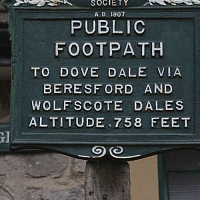 SOCIETY
A.D. 1907
PUBLIC
FOOTPATH
TO DOVE DALE VIA
BERESFORD AND
WOLFSCOTE DALES
ALTITUDE. 758 FEET